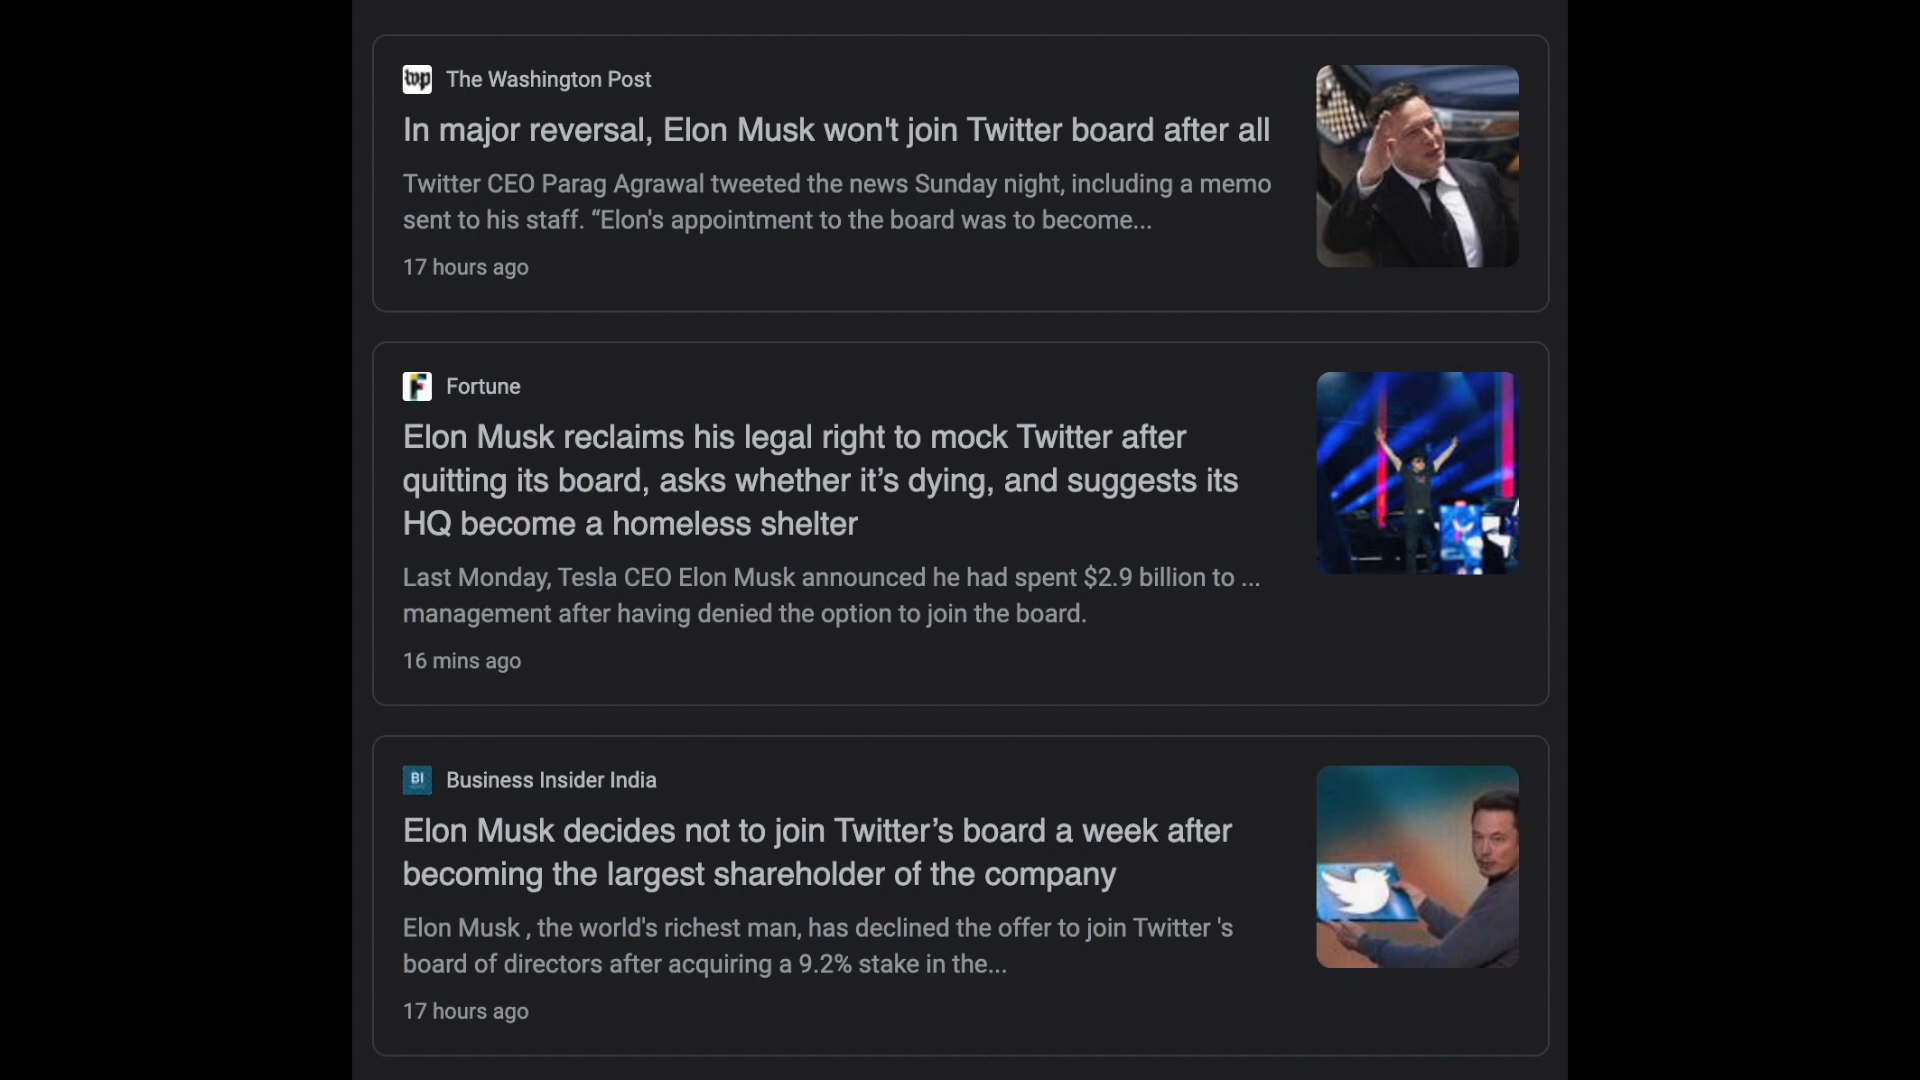 wp The Washington Post
In major reversal, Elon Musk won't join Twitter board after all
Twitter CEO Parag Agrawal tweeted the news Sunday night, including a memo
sent to his staff. “Elon's appointment to the board was to become...
17 hours ago
F Fortune
Elon Musk reclaims his legal right to mock Twitter after
quitting its board, asks whether it’s dying, and suggests its
HQ become a homeless shelter
Last Monday, Tesla CEO Elon Musk announced he had spent $2.9 billion to ...
management after having denied the option to join the board.
16 mins ago
BI Business Insider India
Elon Musk decides not to join Twitter’s board a week after
becoming the largest shareholder of the company
Elon Musk , the world's richest man, has declined the offer to join Twitter 's
board of directors after acquiring a 9.2% stake in the...
17 hours ago